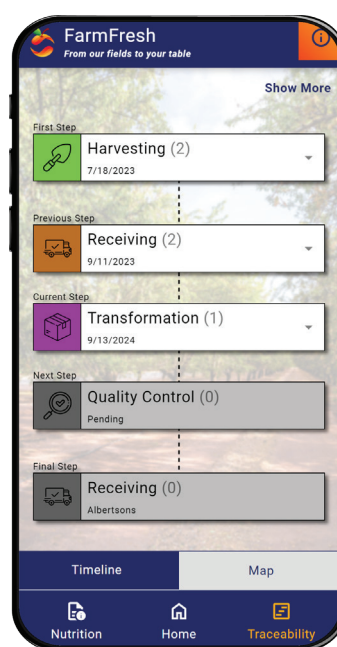 FarmFresh
From our fields to your table
Show More
First Step
Harvesting (2)
7/18/2023
Previous Step
Receiving (2)
9/11/2023
Current Step
Transformation (1)
9/13/2024
Next Step
Quality Control (0)
Pending
Final Step
Receiving (0)
Albertsons
Timeline Map
Nutrition Home Traceability